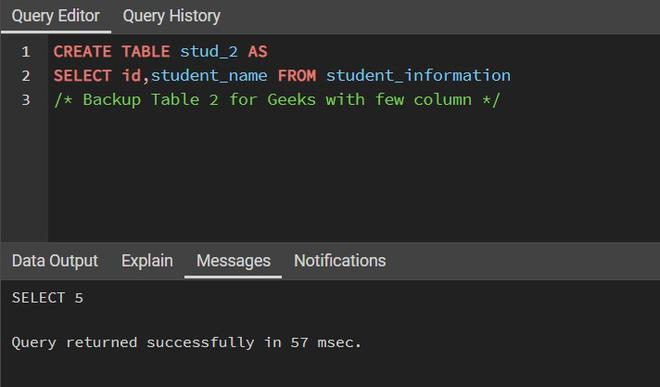 Query Editor Query History
1 CREATE TABLE stud_2 AS
2 SELECT id,student_name FROM student_information
3 /* Backup Table 2 for Geeks with few column */
Data Output Explain Messages Notifications
SELECT 5
Query returned successfully in 57 msec.